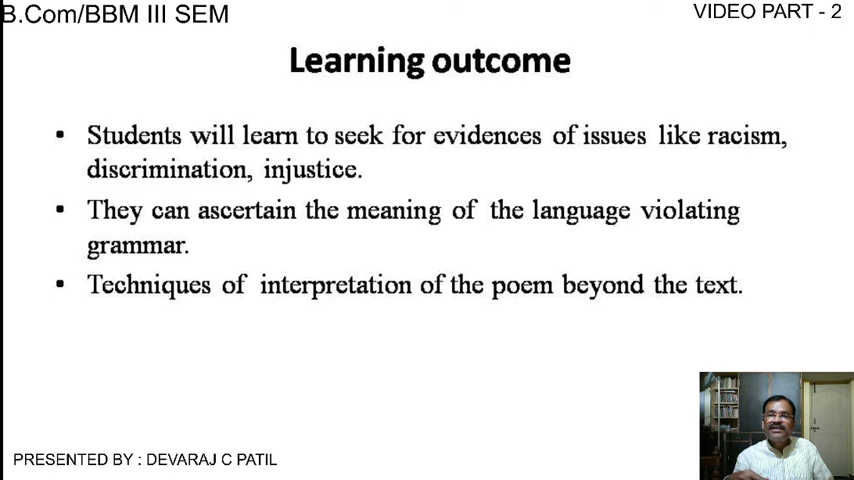 B.Com/BBM III SEM
VIDEO PART - 2
Learning outcome
▪ Students will learn to seek for evidences of issues like racism,
discrimination, injustice.
▪ They can ascertain the meaning of the language violating
grammar.
▪ Techniques of interpretation of the poem beyond the text.
PRESENTED BY : DEVARAJ C PATIL